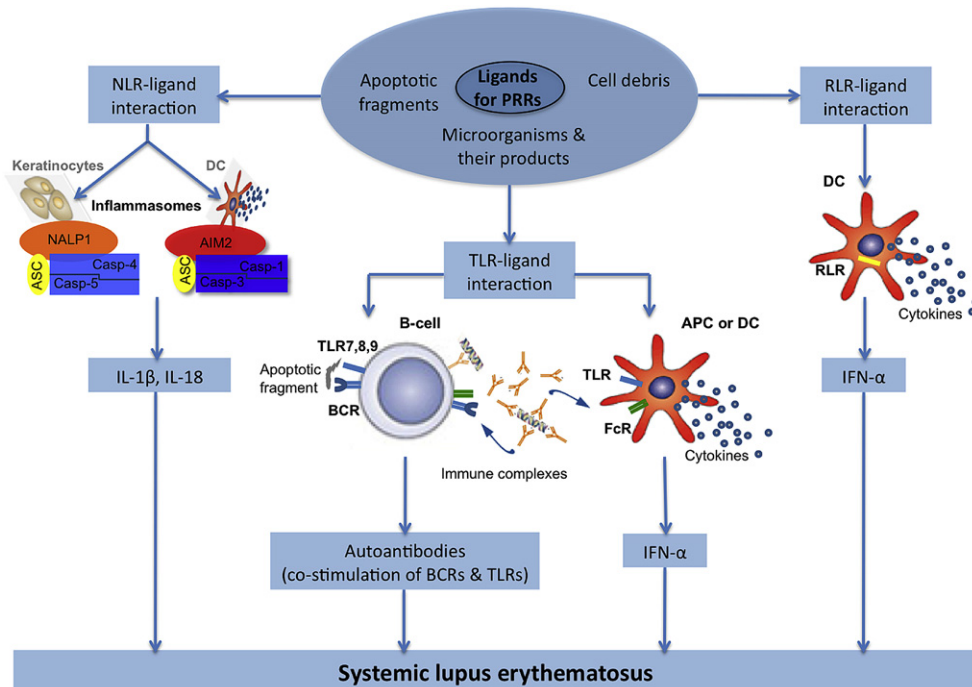 Ligands
for PRRs
Apoptotic
fragments
Cell debris
Microorganisms &
their products
NLR-ligand
interaction
RLR-ligand
interaction
Keratinocytes
DC
Inflammasomes
NALP1
AIM2
ASC
Casp-4
Casp-5
ASC
Casp-1
Casp-3
TLR-ligand
interaction
DC
RLR
Cytokines
B-cell
TLR7,8,9
Apoptotic
fragment
BCR
APC or DC
TLR
FcR
Cytokines
Immune complexes
IL-1β, IL-18
IFN-α
Autoantibodies
(co-stimulation of BCRs & TLRs)
IFN-α
Systemic lupus erythematosus